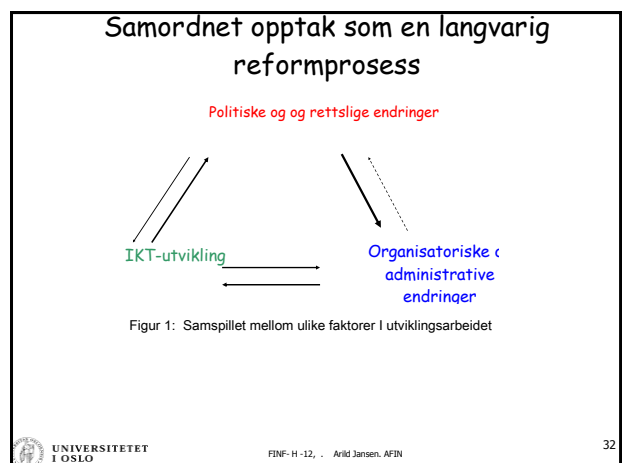 Samordnet opptak som en langvarig
reformprosess
Politiske og og rettslige endringer
IKT-utvikling
Organisatoriske
administrative
endringer
Figur 1: Samspillet mellom ulike faktorer I utviklingsarbeidet
UNIVERSITETET
I OSLO
FINF- H -12, . Arild Jansen. AFIN
32